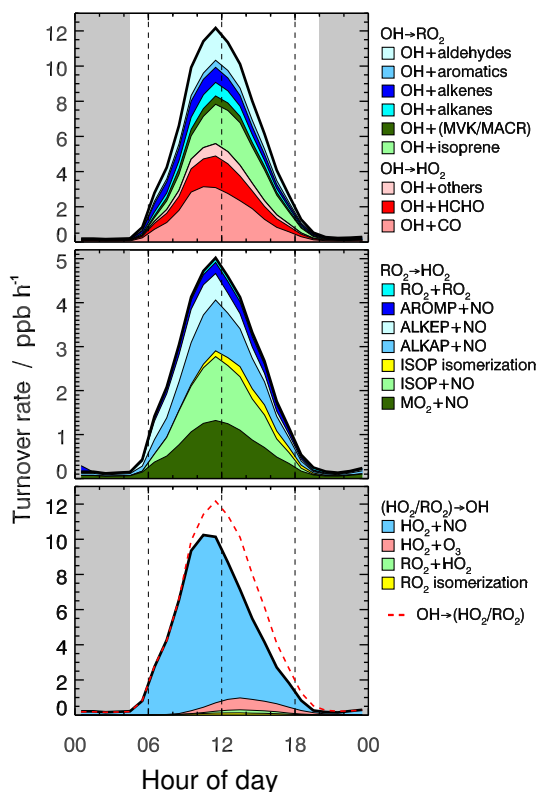 12
10
8
6
4
2
0
OH→RO₂
OH+aldehydes
OH+aromatics
OH+alkenes
OH+alkanes
OH+(MVK/MACR)
OH+isoprene
OH→HO₂
OH+others
OH+HCHO
OH+CO
Turnover rate / ppb h⁻¹
5
4
3
2
1
0
RO₂→HO₂
RO₂+RO₂
AROMP+NO
ALKEP+NO
ALKAP+NO
ISOP isomerization
ISOP+NO
MO₂+NO
12
10
8
6
4
2
0
(HO₂/RO₂)→OH
HO₂+NO
HO₂+O₃
RO₂+HO₂
RO₂ isomerization
OH→(HO₂/RO₂)
00 06 12 18 00
Hour of day